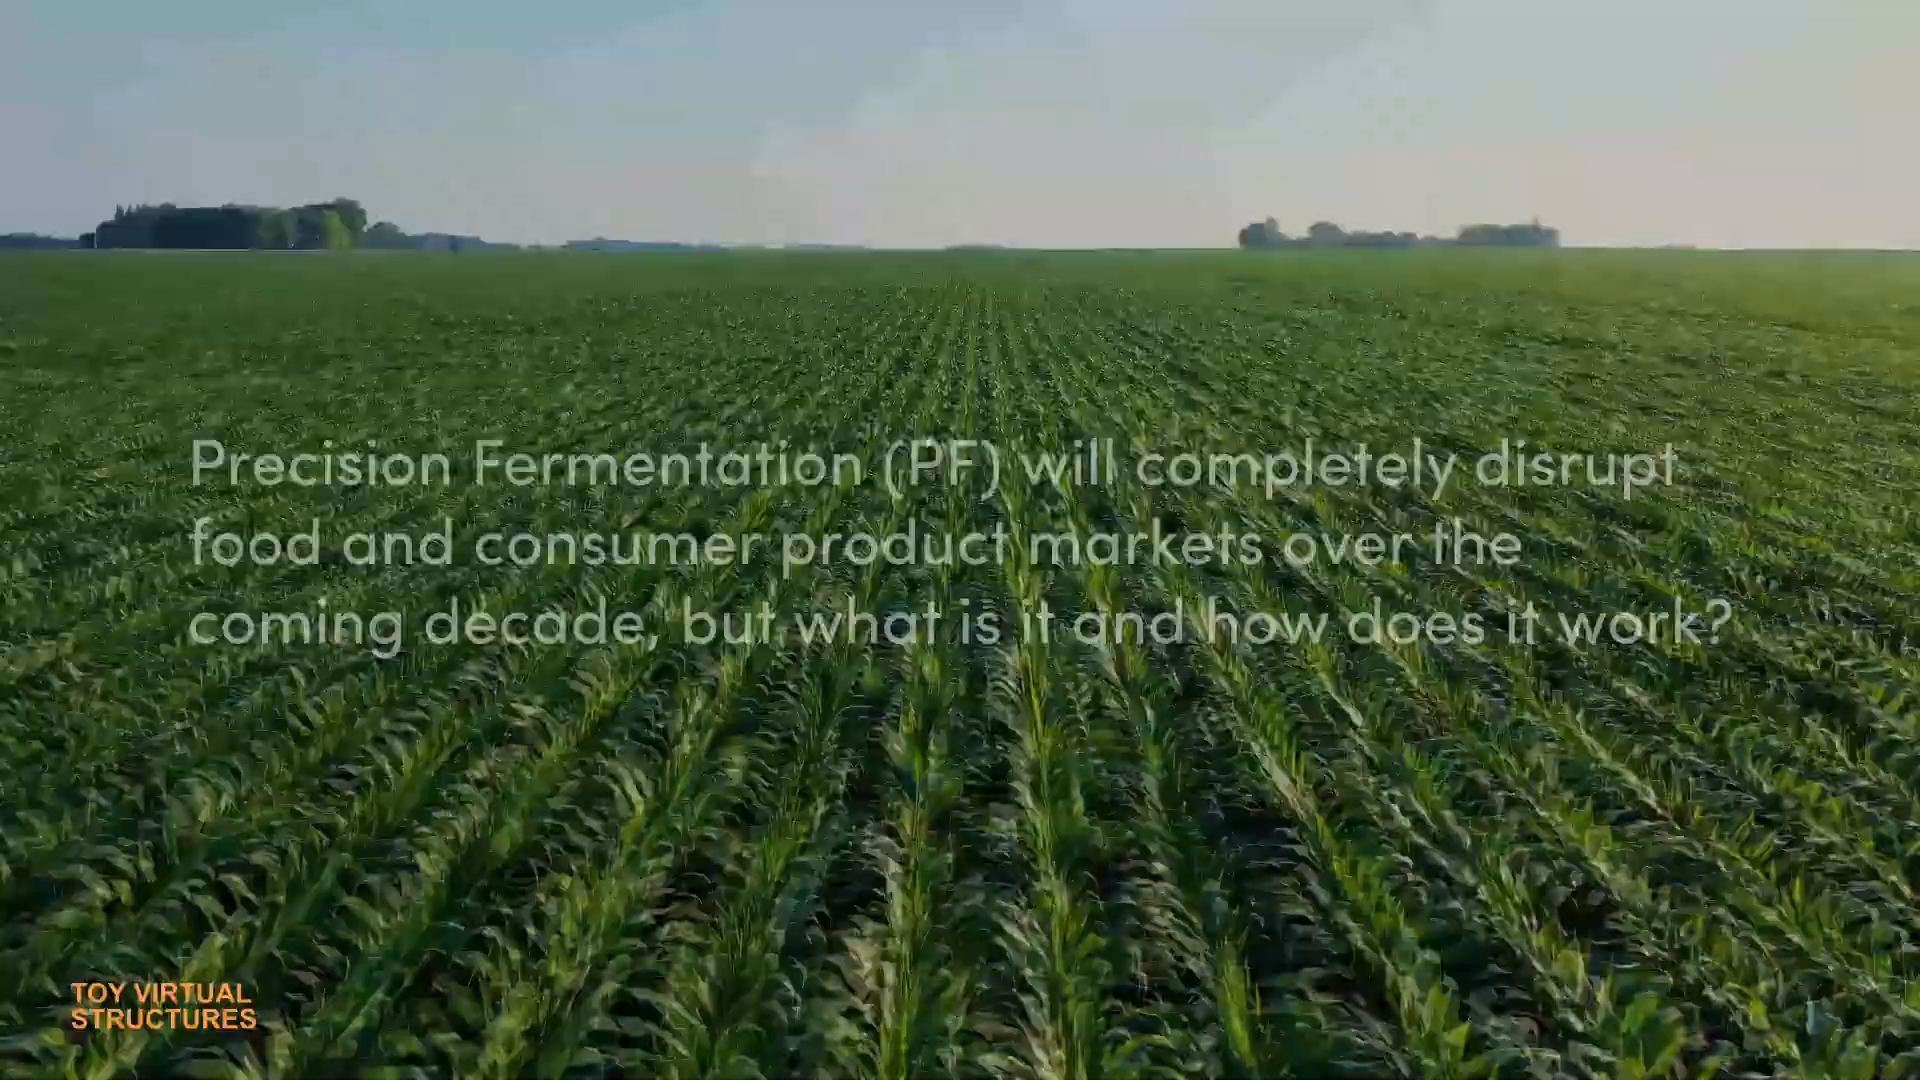 Precision Fermentation (PF) will completely disrupt
food and consumer product markets over the
coming decade, but what is it and how does it work?
TOY VIRTUAL
STRUCTURES